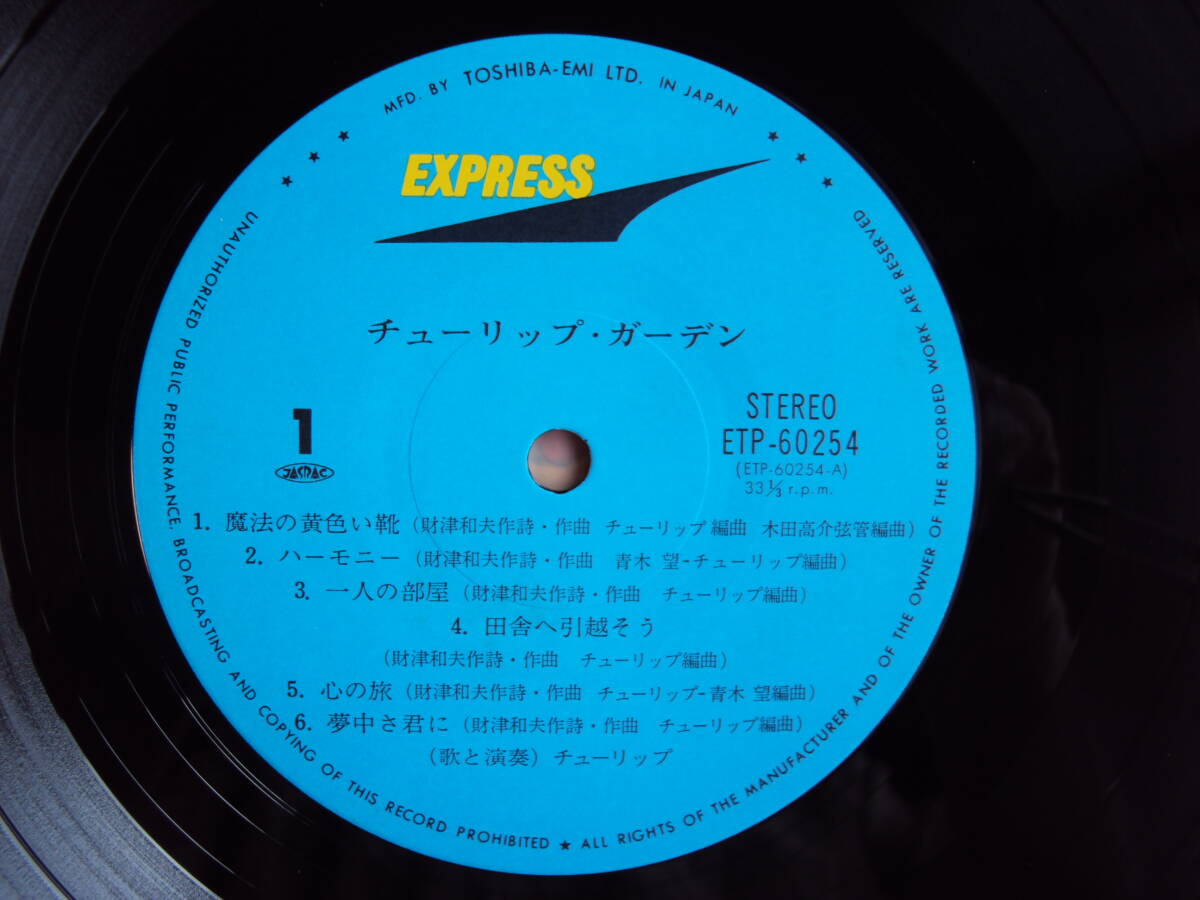 MFD. BY TOSHIBA-EMI LTD. IN JAPAN
EXPRESS
チューリップ・ガーデン
1
JASRAC
STEREO
ETP-60254
(ETP-60254-A)
33 1/3 r.p.m.
1. 魔法の黄色い靴 (財津和夫作詩・作曲 チューリップ編曲 木田高介弦管編曲)
2. ハーモニー (財津和夫作詩・作曲 青木 望-チューリップ編曲)
3. 一人の部屋 (財津和夫作詩・作曲 チューリップ編曲)
4. 田舎へ引越そう
(財津和夫作詩・作曲 チューリップ編曲)
5. 心の旅 (財津和夫作詩・作曲 チューリップ-青木 望編曲)
6. 夢中さ君に (財津和夫作詩・作曲 チューリップ編曲)
(歌と演奏) チューリップ
UNAUTHORIZED PUBLIC PERFORMANCE, BROADCASTING AND COPYING OF THIS RECORD PROHIBITED ★ ALL RIGHTS OF THE MANUFACTURER AND OF THE OWNER OF THE RECORDED WORK ARE RESERVED